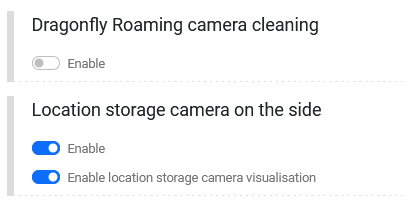 Dragonfly Roaming camera cleaning
Enable
Location storage camera on the side
Enable
Enable location storage camera visualisation